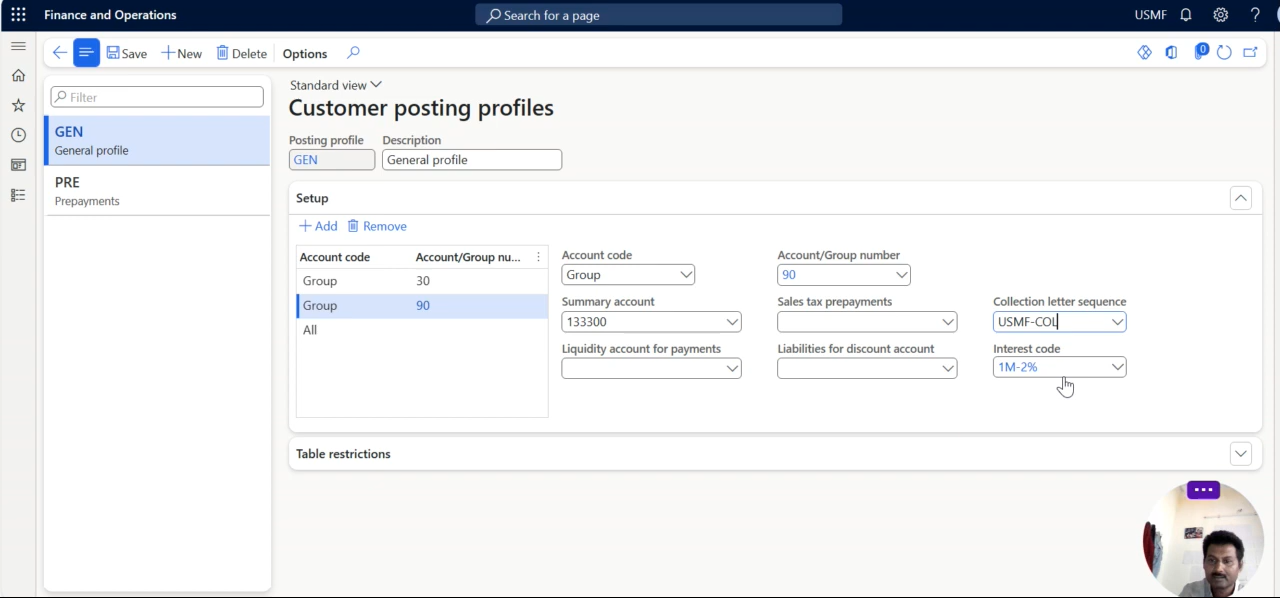 Finance and Operations
Search for a page
USMF
?
Save
New
Delete
Options
0
Filter
GEN
General profile
PRE
Prepayments
Standard view
Customer posting profiles
Posting profile
Description
GEN
General profile
Setup
Add
Remove
Account code
Account/Group nu...
Group
30
Group
90
All
Account code
Account/Group number
Group
90
Summary account
Sales tax prepayments
Collection letter sequence
133300
USMF-COL
Liquidity account for payments
Liabilities for discount account
Interest code
1M-2%
Table restrictions